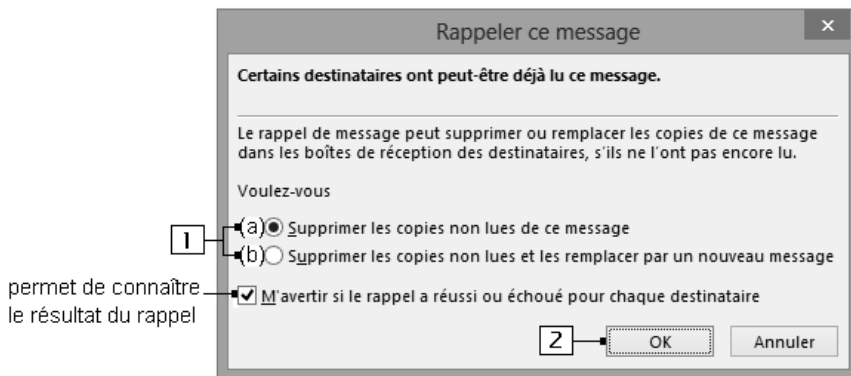 Rappeler ce message
×
Certains destinataires ont peut-être déjà lu ce message.
Le rappel de message peut supprimer ou remplacer les copies de ce message
dans les boîtes de réception des destinataires, s'ils ne l'ont pas encore lu.
Voulez-vous
1
(a) Supprimer les copies non lues de ce message
(b) Supprimer les copies non lues et les remplacer par un nouveau message
permet de connaître
le résultat du rappel
M'avertir si le rappel a réussi ou échoué pour chaque destinataire
2
OK
Annuler